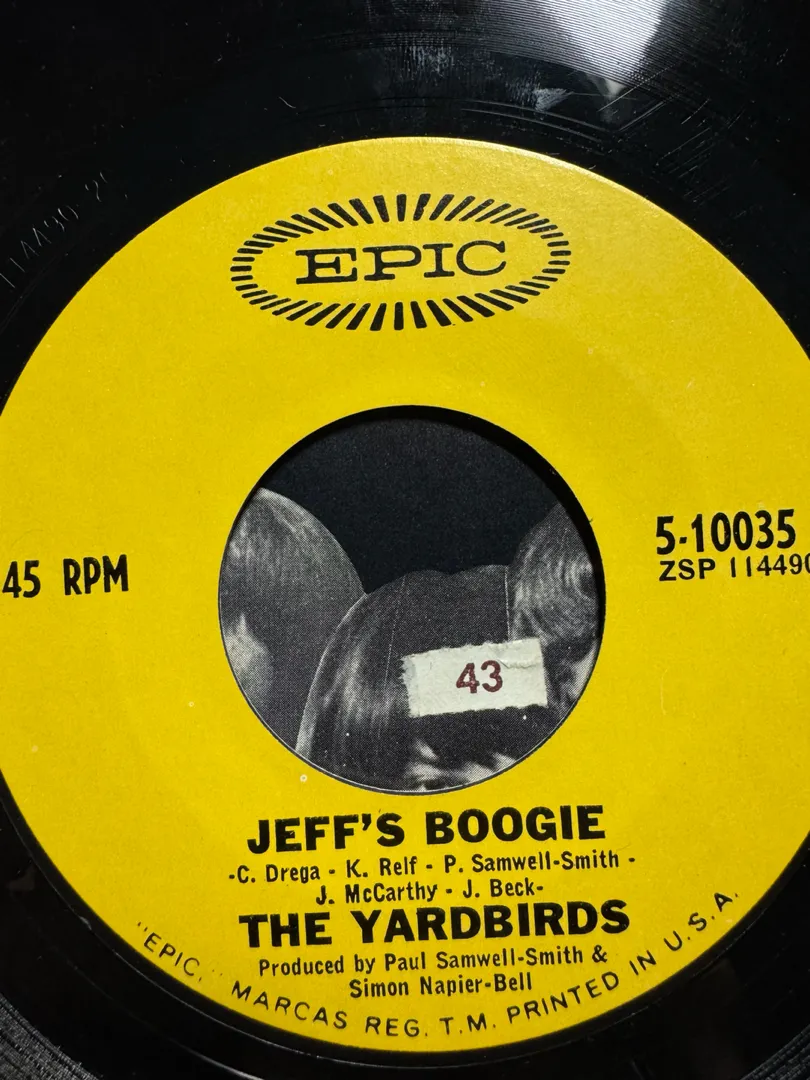 EPIC
45 RPM
5-10035
ZSP 114490
43
JEFF'S BOOGIE
-C. Drega - K. Relf - P. Samwell-Smith -
J. McCarthy - J. Beck-
THE YARDBIRDS
Produced by Paul Samwell-Smith &
Simon Napier-Bell
"EPIC," MARCAS REG. T.M. PRINTED IN U.S.A.